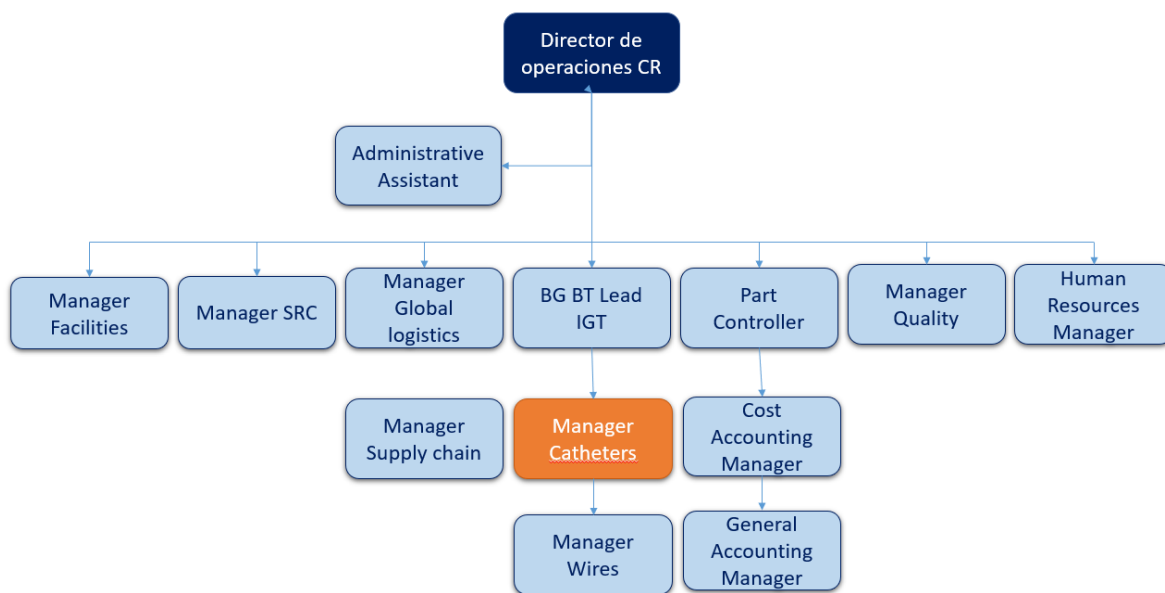 Director de
operaciones CR
Administrative
Assistant
Manager
Facilities
Manager SRC
Manager
Global
logistics
BG BT Lead
IGT
Part
Controller
Manager
Quality
Human
Resources
Manager
Manager
Supply chain
Manager
Catheters
Cost
Accounting
Manager
Manager
Wires
General
Accounting
Manager